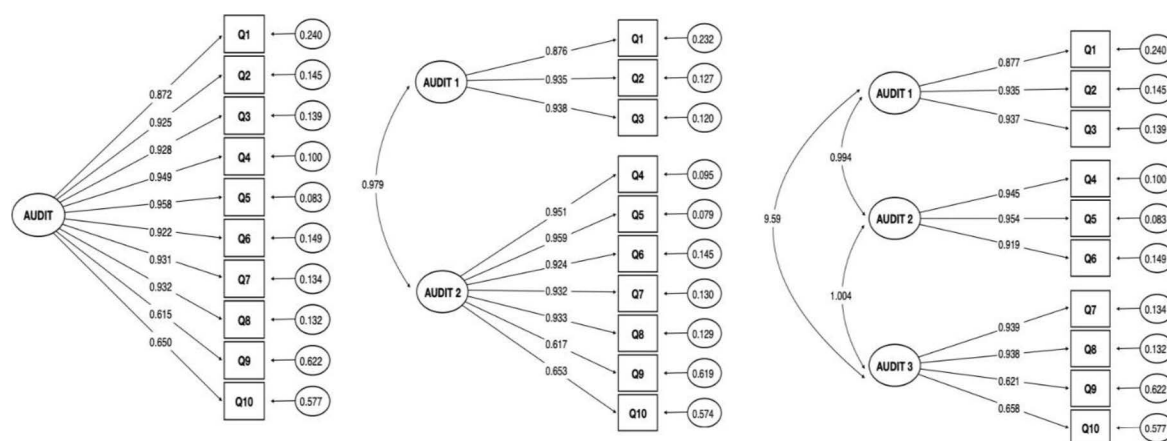 AUDIT
0.872
0.925
0.928
0.949
0.958
0.922
0.931
0.932
0.615
0.650
Q1
0.240
Q2
0.145
Q3
0.139
Q4
0.100
Q5
0.083
Q6
0.149
Q7
0.134
Q8
0.132
Q9
0.622
Q10
0.577
AUDIT 1
0.876
0.935
0.938
Q1
0.232
Q2
0.127
Q3
0.120
0.979
AUDIT 2
0.951
0.959
0.924
0.932
0.933
0.617
0.653
Q4
0.095
Q5
0.079
Q6
0.145
Q7
0.130
Q8
0.129
Q9
0.619
Q10
0.574
AUDIT 1
0.877
0.935
0.937
Q1
0.240
Q2
0.145
Q3
0.139
0.994
9.59
AUDIT 2
0.945
0.954
0.919
Q4
0.100
Q5
0.083
Q6
0.149
1.004
AUDIT 3
0.939
0.938
0.621
0.658
Q7
0.134
Q8
0.132
Q9
0.622
Q10
0.577